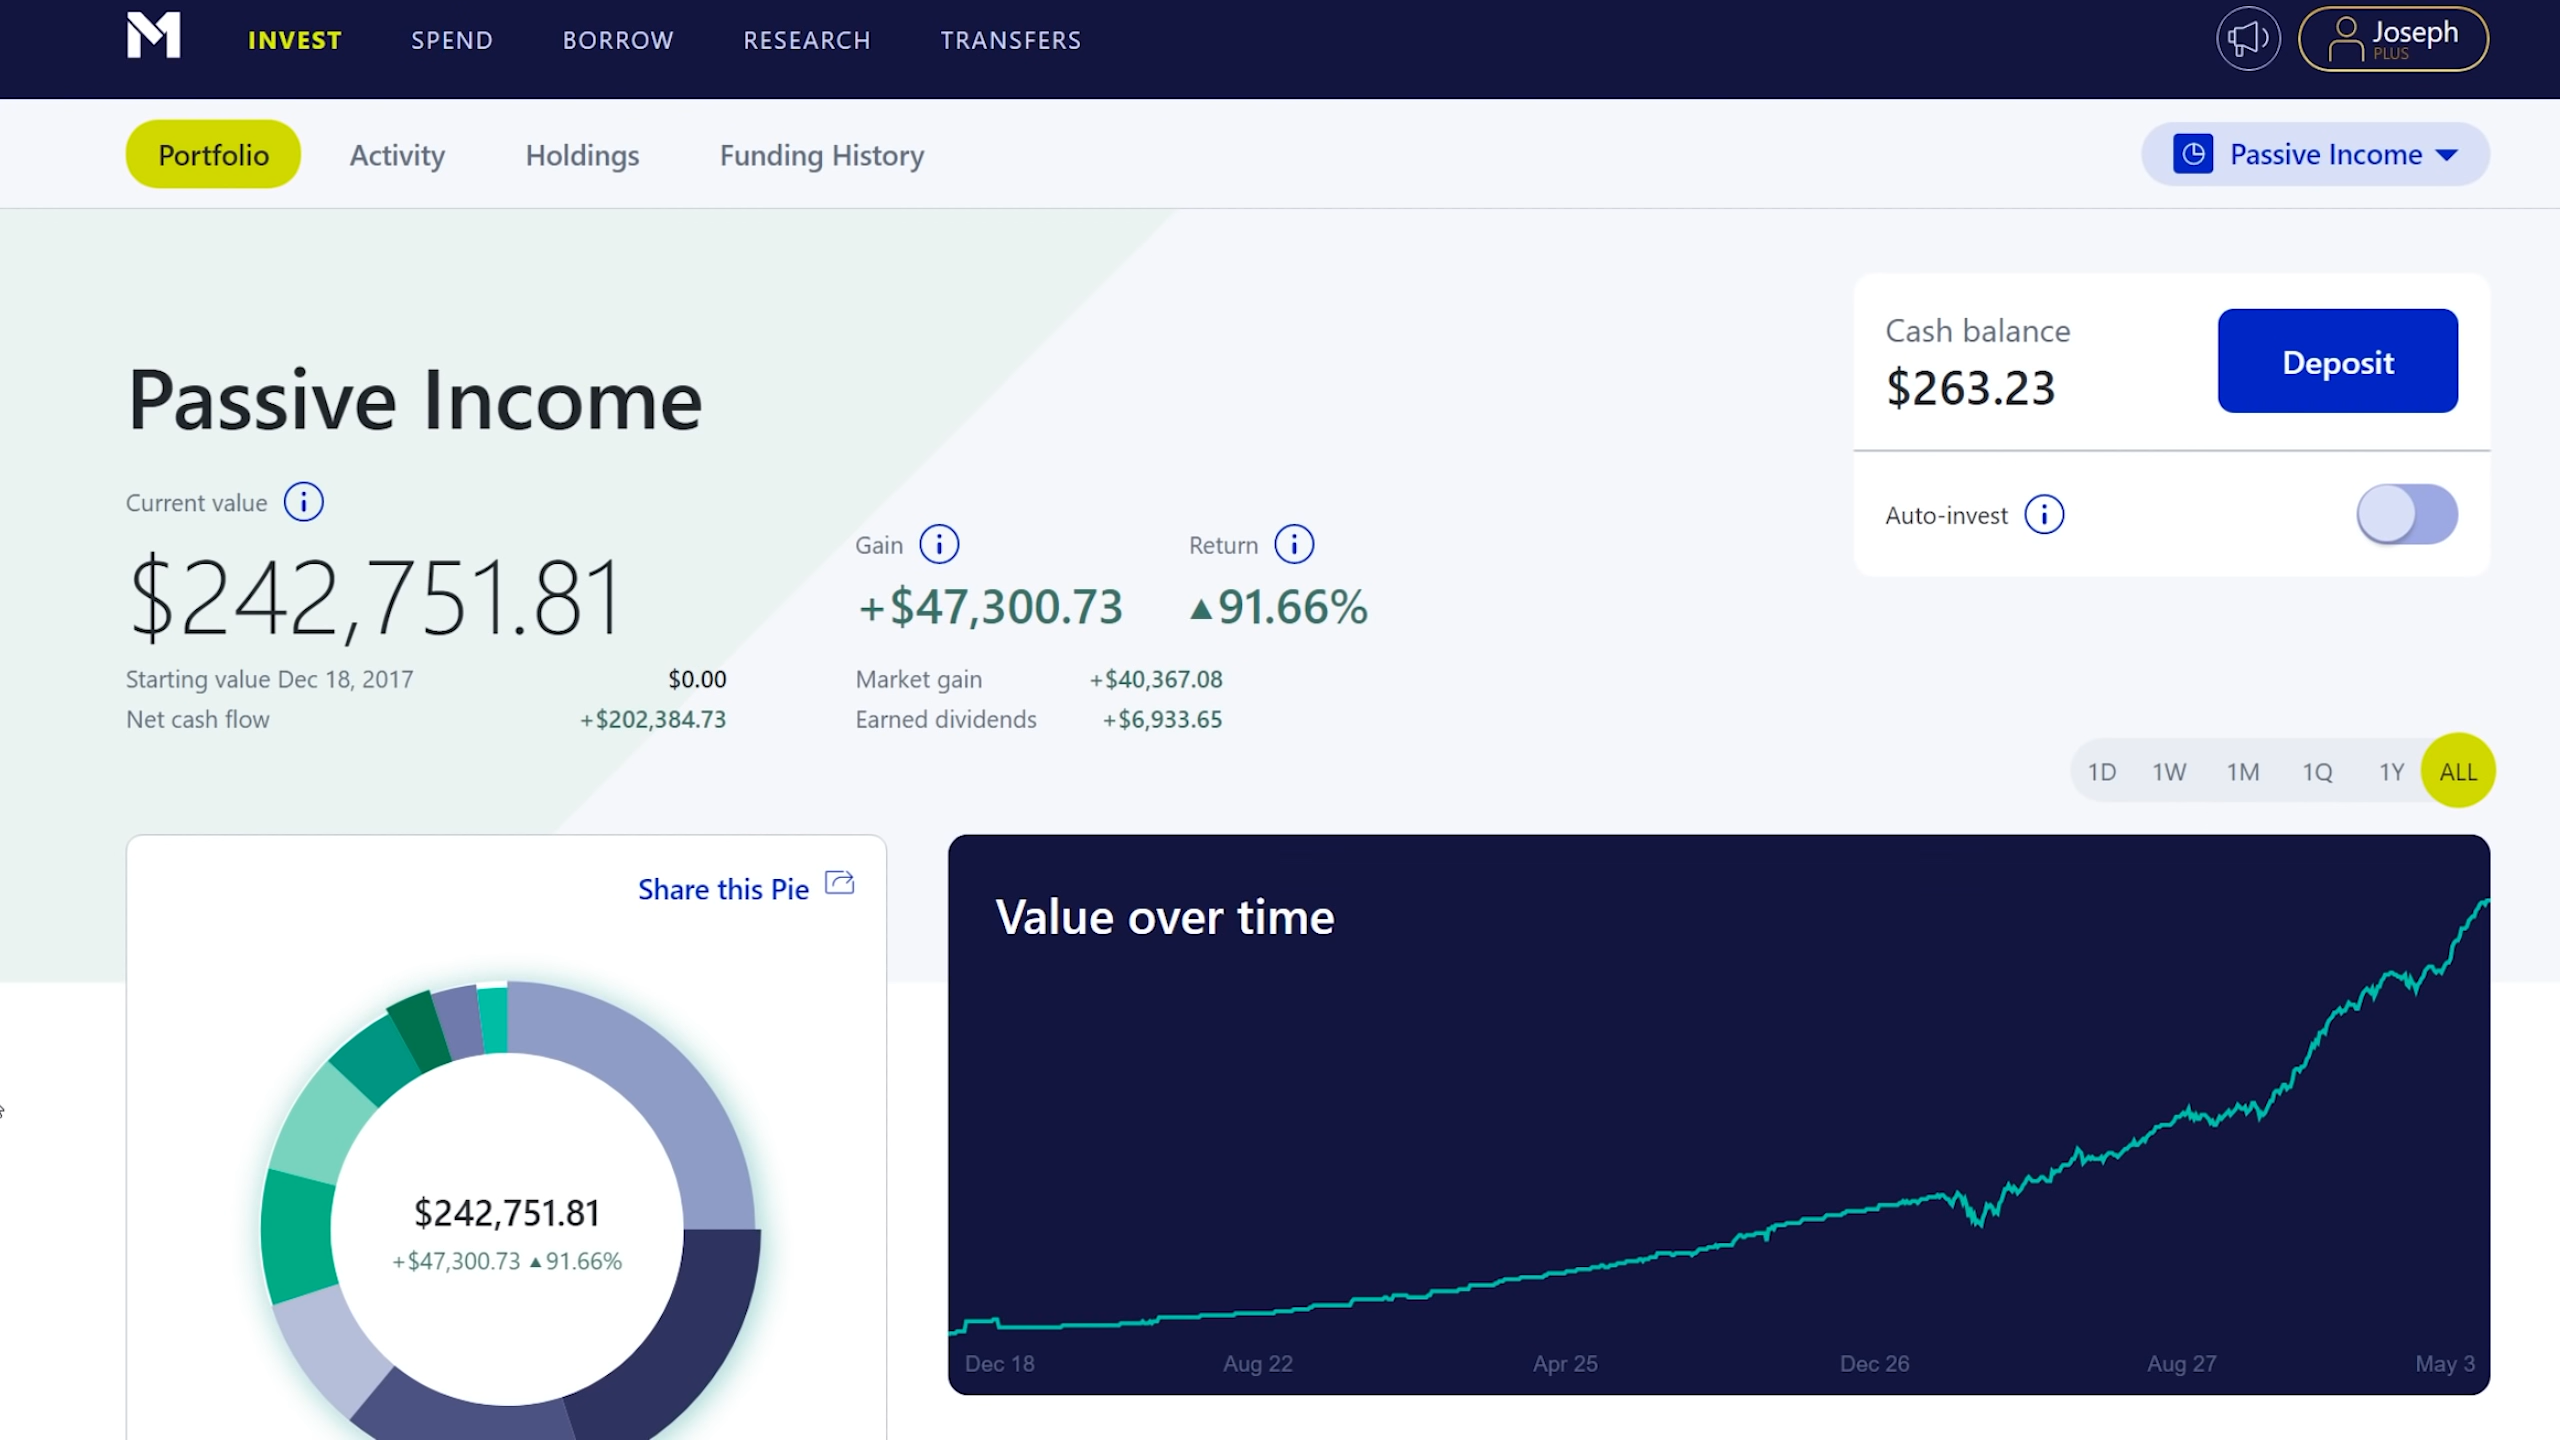 INVEST SPEND BORROW RESEARCH TRANSFERS
Joseph
PLUS
Portfolio Activity Holdings Funding History
Passive Income
Passive Income
Cash balance
$263.23
Deposit
Auto-invest
Current value
$242,751.81
Starting value Dec 18, 2017 $0.00
Net cash flow +$202,384.73
Gain
+$47,300.73
Return
▲91.66%
Market gain +$40,367.08
Earned dividends +$6,933.65
1D 1W 1M 1Q 1Y ALL
Share this Pie
$242,751.81
+$47,300.73 ▲91.66%
Value over time
Dec 18 Aug 22 Apr 25 Dec 26 Aug 27 May 3